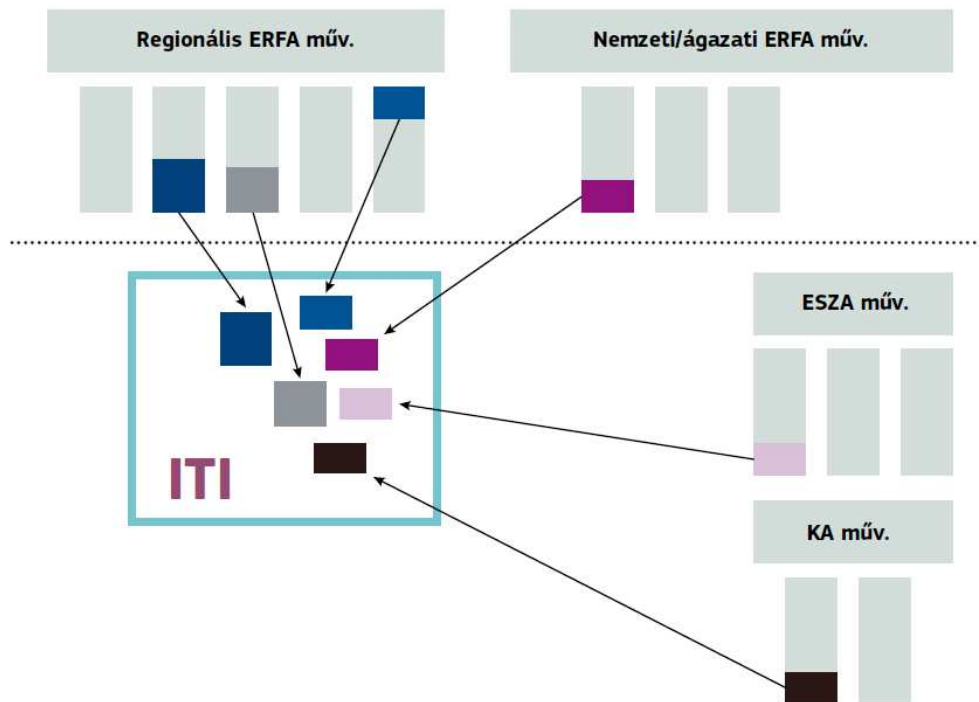 Regionális ERFA műv.
Nemzeti/ágazati ERFA műv.
ESZA műv.
ITI
KA műv.